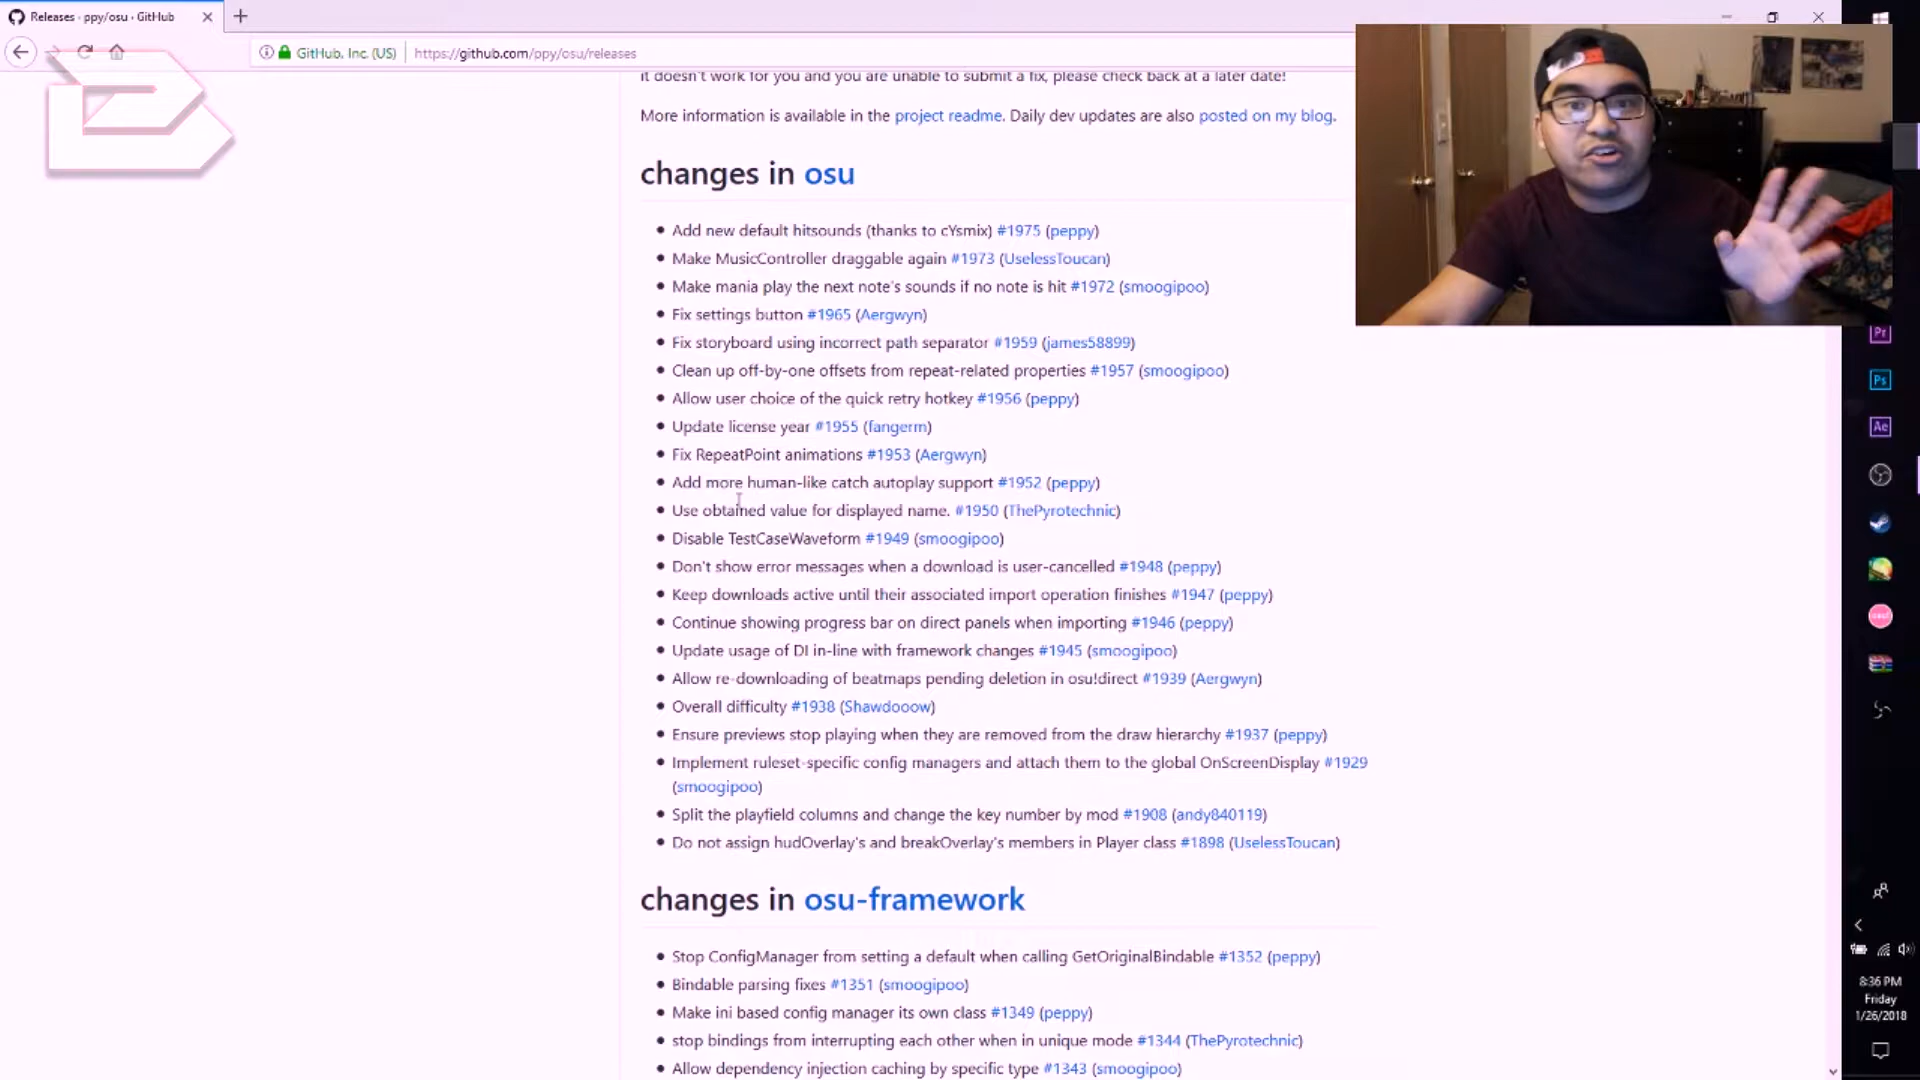 Releases · ppy/osu · GitHub
GitHub, Inc. (US)
https://github.com/ppy/osu/releases
it doesn't work for you and you are unable to submit a fix, please check back at a later date!
More information is available in the project readme. Daily dev updates are also posted on my blog.
changes in osu
Add new default hitsounds (thanks to cYsmix) #1975 (peppy)
Make MusicController draggable again #1973 (UselessToucan)
Make mania play the next note's sounds if no note is hit #1972 (smoogipoo)
Fix settings button #1965 (Aergwyn)
Fix storyboard using incorrect path separator #1959 (james58899)
Clean up off-by-one offsets from repeat-related properties #1957 (smoogipoo)
Allow user choice of the quick retry hotkey #1956 (peppy)
Update license year #1955 (fangerm)
Fix RepeatPoint animations #1953 (Aergwyn)
Add more human-like catch autoplay support #1952 (peppy)
Use obtained value for displayed name. #1950 (ThePyrotechnic)
Disable TestCaseWaveform #1949 (smoogipoo)
Don't show error messages when a download is user-cancelled #1948 (peppy)
Keep downloads active until their associated import operation finishes #1947 (peppy)
Continue showing progress bar on direct panels when importing #1946 (peppy)
Update usage of DI in-line with framework changes #1945 (smoogipoo)
Allow re-downloading of beatmaps pending deletion in osu!direct #1939 (Aergwyn)
Overall difficulty #1938 (Shawdooow)
Ensure previews stop playing when they are removed from the draw hierarchy #1937 (peppy)
Implement ruleset-specific config managers and attach them to the global OnScreenDisplay #1929
(smoogipoo)
Split the playfield columns and change the key number by mod #1908 (andy840119)
Do not assign hudOverlay's and breakOverlay's members in Player class #1898 (UselessToucan)
changes in osu-framework
Stop ConfigManager from setting a default when calling GetOriginalBindable #1352 (peppy)
Bindable parsing fixes #1351 (smoogipoo)
Make ini based config manager its own class #1349 (peppy)
stop bindings from interrupting each other when in unique mode #1344 (ThePyrotechnic)
Allow dependency injection caching by specific type #1343 (smoogipoo)
Pr
Ps
Ae
8:36 PM
Friday
1/26/2018